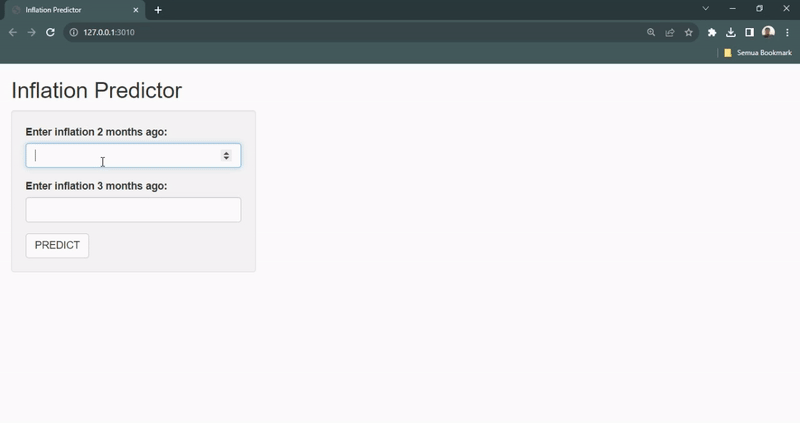 Inflation Predictor
127.0.0.1:3010
Semua Bookmark
Inflation Predictor
Enter inflation 2 months ago:
Enter inflation 3 months ago:
PREDICT